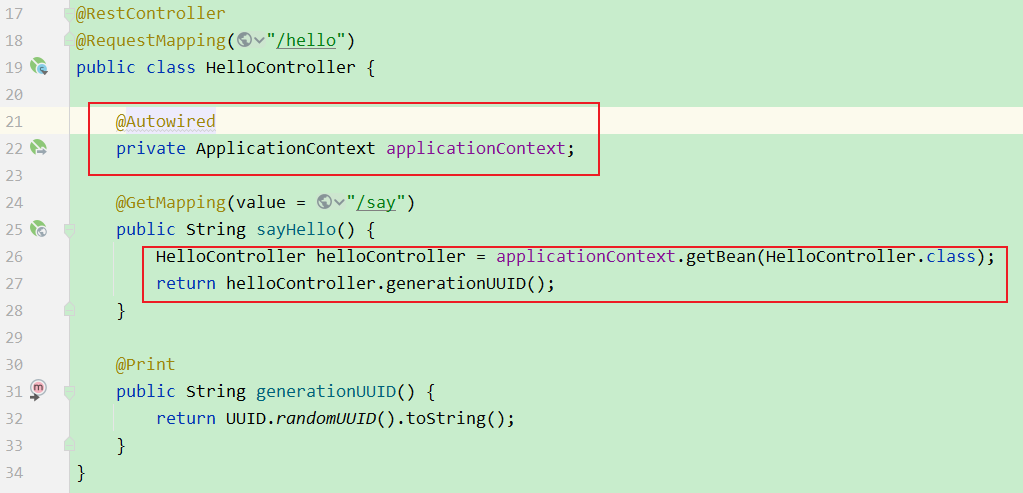 17 @RestController
18 @RequestMapping("/hello")
19 public class HelloController {
20
21 @Autowired
22 private ApplicationContext applicationContext;
23
24 @GetMapping(value = "/say")
25 public String sayHello() {
26 HelloController helloController = applicationContext.getBean(HelloController.class);
27 return helloController.generationUUID();
28 }
29
30 @Print
31 public String generationUUID() {
32 return UUID.randomUUID().toString();
33 }
34 }